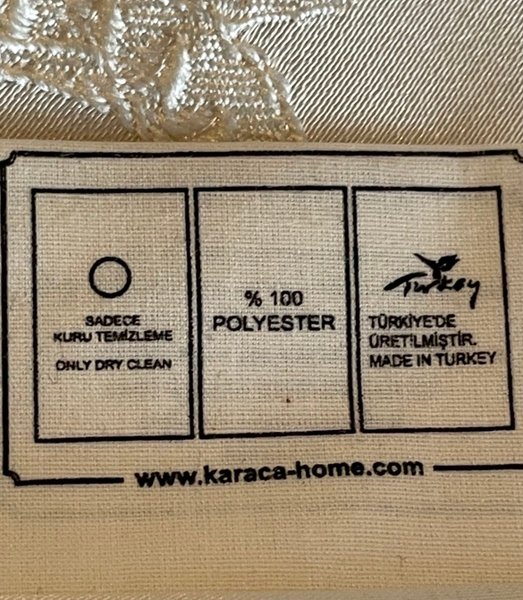 SADECE
KURU TEMİZLEME
ONLY DRY CLEAN
% 100
POLYESTER
Turkey
TÜRKİYE'DE
ÜRETİLMİŞTİR.
MADE IN TURKEY
www.karaca-home.com